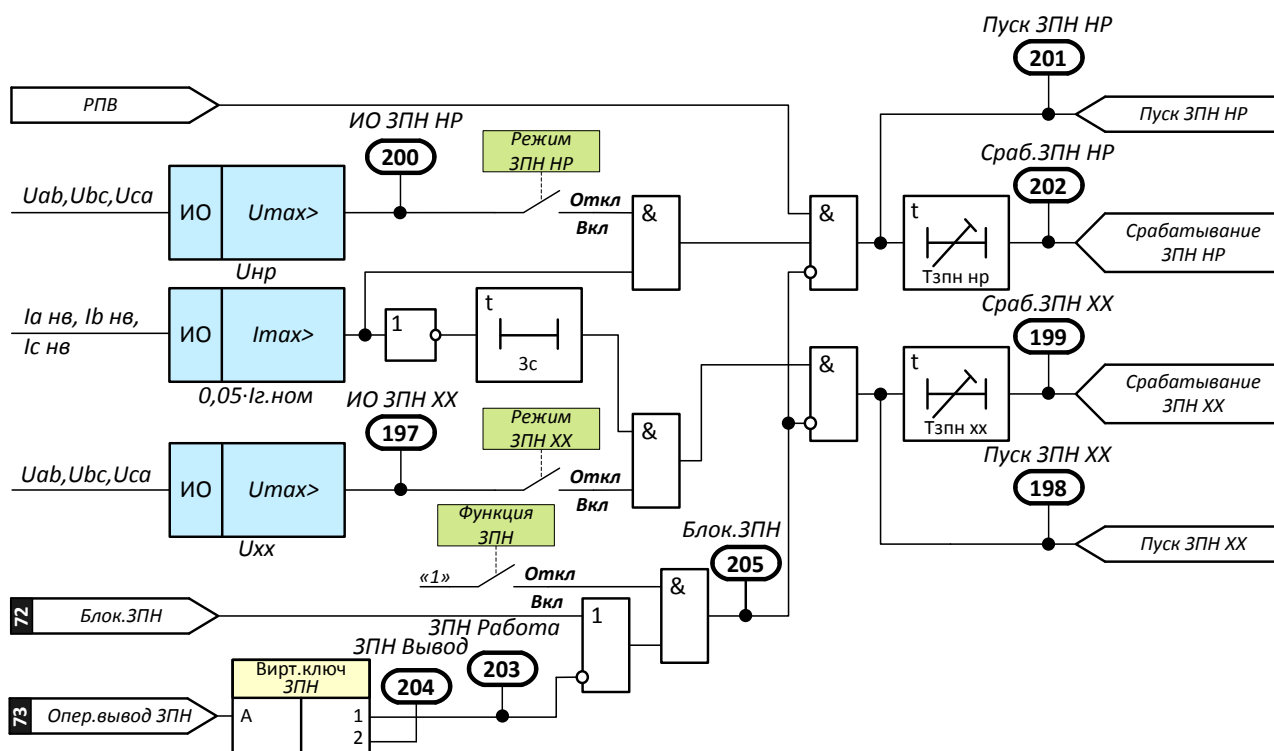 Пуск ЗПН НР
201
РПВ
Пуск ЗПН НР
ИО ЗПН НР
200
Режим
ЗПН НР
Сраб.ЗПН НР
202
Uab,Ubc,Uca
ИО
Umax>
Откл
Вкл
&
&
t
Tзпн нр
Срабатывание
ЗПН НР
Uнр
Ia нв, Ib нв,
Ic нв
ИО
Imax>
0,05·Iг.ном
1
t
3с
Сраб.ЗПН ХХ
199
&
t
Tзпн хх
Срабатывание
ЗПН ХХ
ИО ЗПН ХХ
197
Режим
ЗПН ХХ
&
Uab,Ubc,Uca
ИО
Umax>
Откл
Вкл
Uхх
Пуск ЗПН ХХ
198
Пуск ЗПН ХХ
Функция
ЗПН
«1»
Откл
Вкл
&
Блок.ЗПН
205
72
Блок.ЗПН
1
ЗПН Работа
203
ЗПН Вывод
204
Вирт.ключ
ЗПН
73
Опер.вывод ЗПН
A
1
2